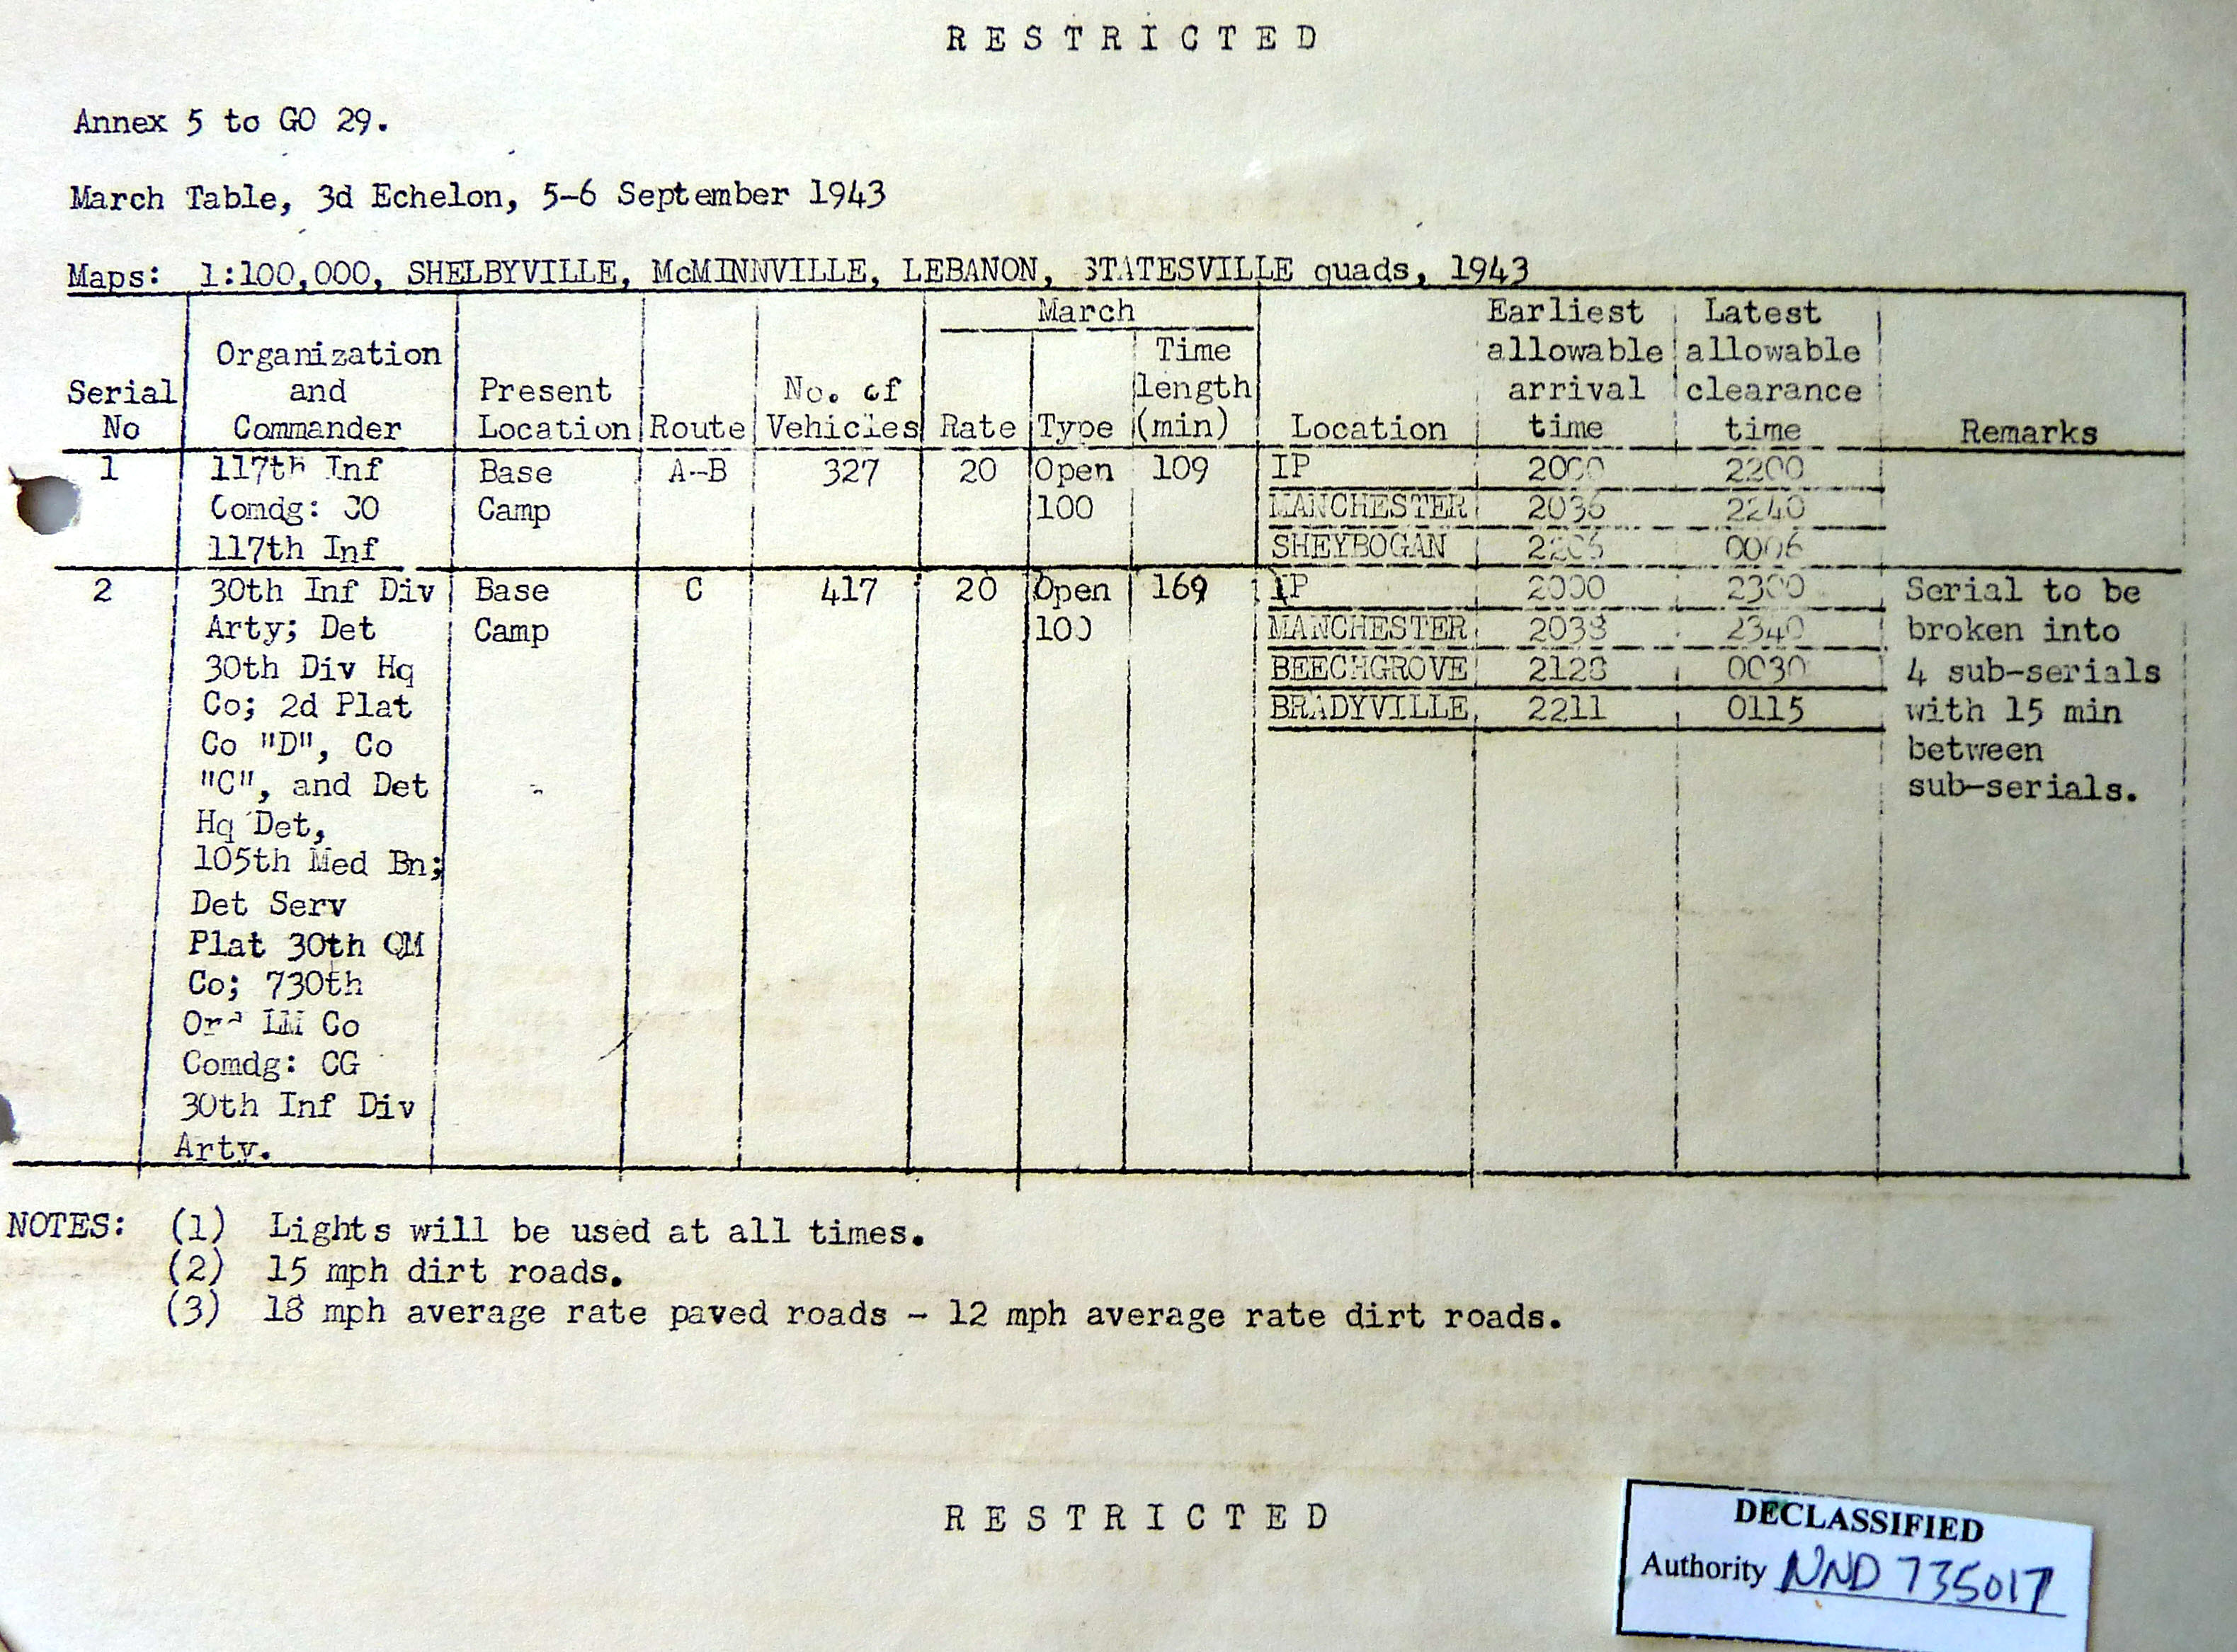 RESTRICTED
Annex 5 to GO 29.
March Table, 3d Echelon, 5-6 September 1943
Maps: 1:100,000, SHELBYVILLE, McMINNVILLE, LEBANON, STATESVILLE quads, 1943
Serial No
Organization and Commander
Present Location
Route
No. of Vehicles
March
Rate
Type
Time length (min)
Location
Earliest allowable arrival time
Latest allowable clearance time
Remarks
1 117th Inf Base A-B 327 20 Open 109 IP 2000 2200
Comdg: CO Camp 100 MANCHESTER 2036 2240
117th Inf SHEYBOGAN 0006
2 30th Inf Div Base C 417 20 Open 169 IP 2000 2300 Serial to be
Arty; Det Camp 100 MANCHESTER 2038 2340 broken into
30th Div Hq BEECHGROVE 2128 0030 4 sub-serials
Co; 2d Plat BRADYVILLE 2211 0115 with 15 min
Co "D", Co between
"C", and Det sub-serials.
Hq Det,
105th Med Bn;
Det Serv
Plat 30th QM
Co; 730th
Ord LM Co
Comdg: CG
30th Inf Div
Arty.
NOTES: (1) Lights will be used at all times.
(2) 15 mph dirt roads.
(3) 18 mph average rate paved roads - 12 mph average rate dirt roads.
RESTRICTED
DECLASSIFIED
Authority NND 735017